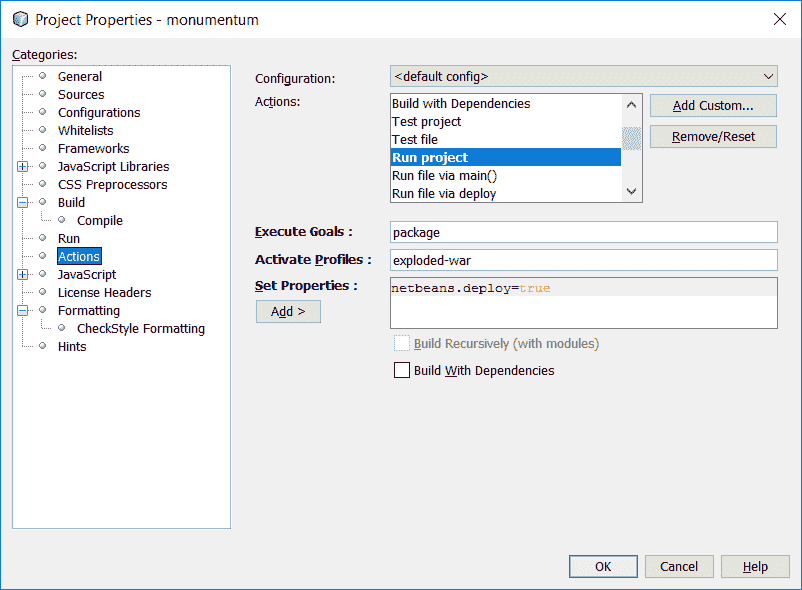 Project Properties - monumentum
Categories:
General
Sources
Configurations
Whitelists
Frameworks
JavaScript Libraries
CSS Preprocessors
Build
Compile
Run
Actions
JavaScript
License Headers
Formatting
CheckStyle Formatting
Hints
Configuration:
<default config>
Actions:
Build with Dependencies
Test project
Test file
Run project
Run file via main()
Run file via deploy
Add Custom...
Remove/Reset
Execute Goals :
package
Activate Profiles :
exploded-war
Set Properties :
netbeans.deploy=true
Add >
Build Recursively (with modules)
Build With Dependencies
OK
Cancel
Help